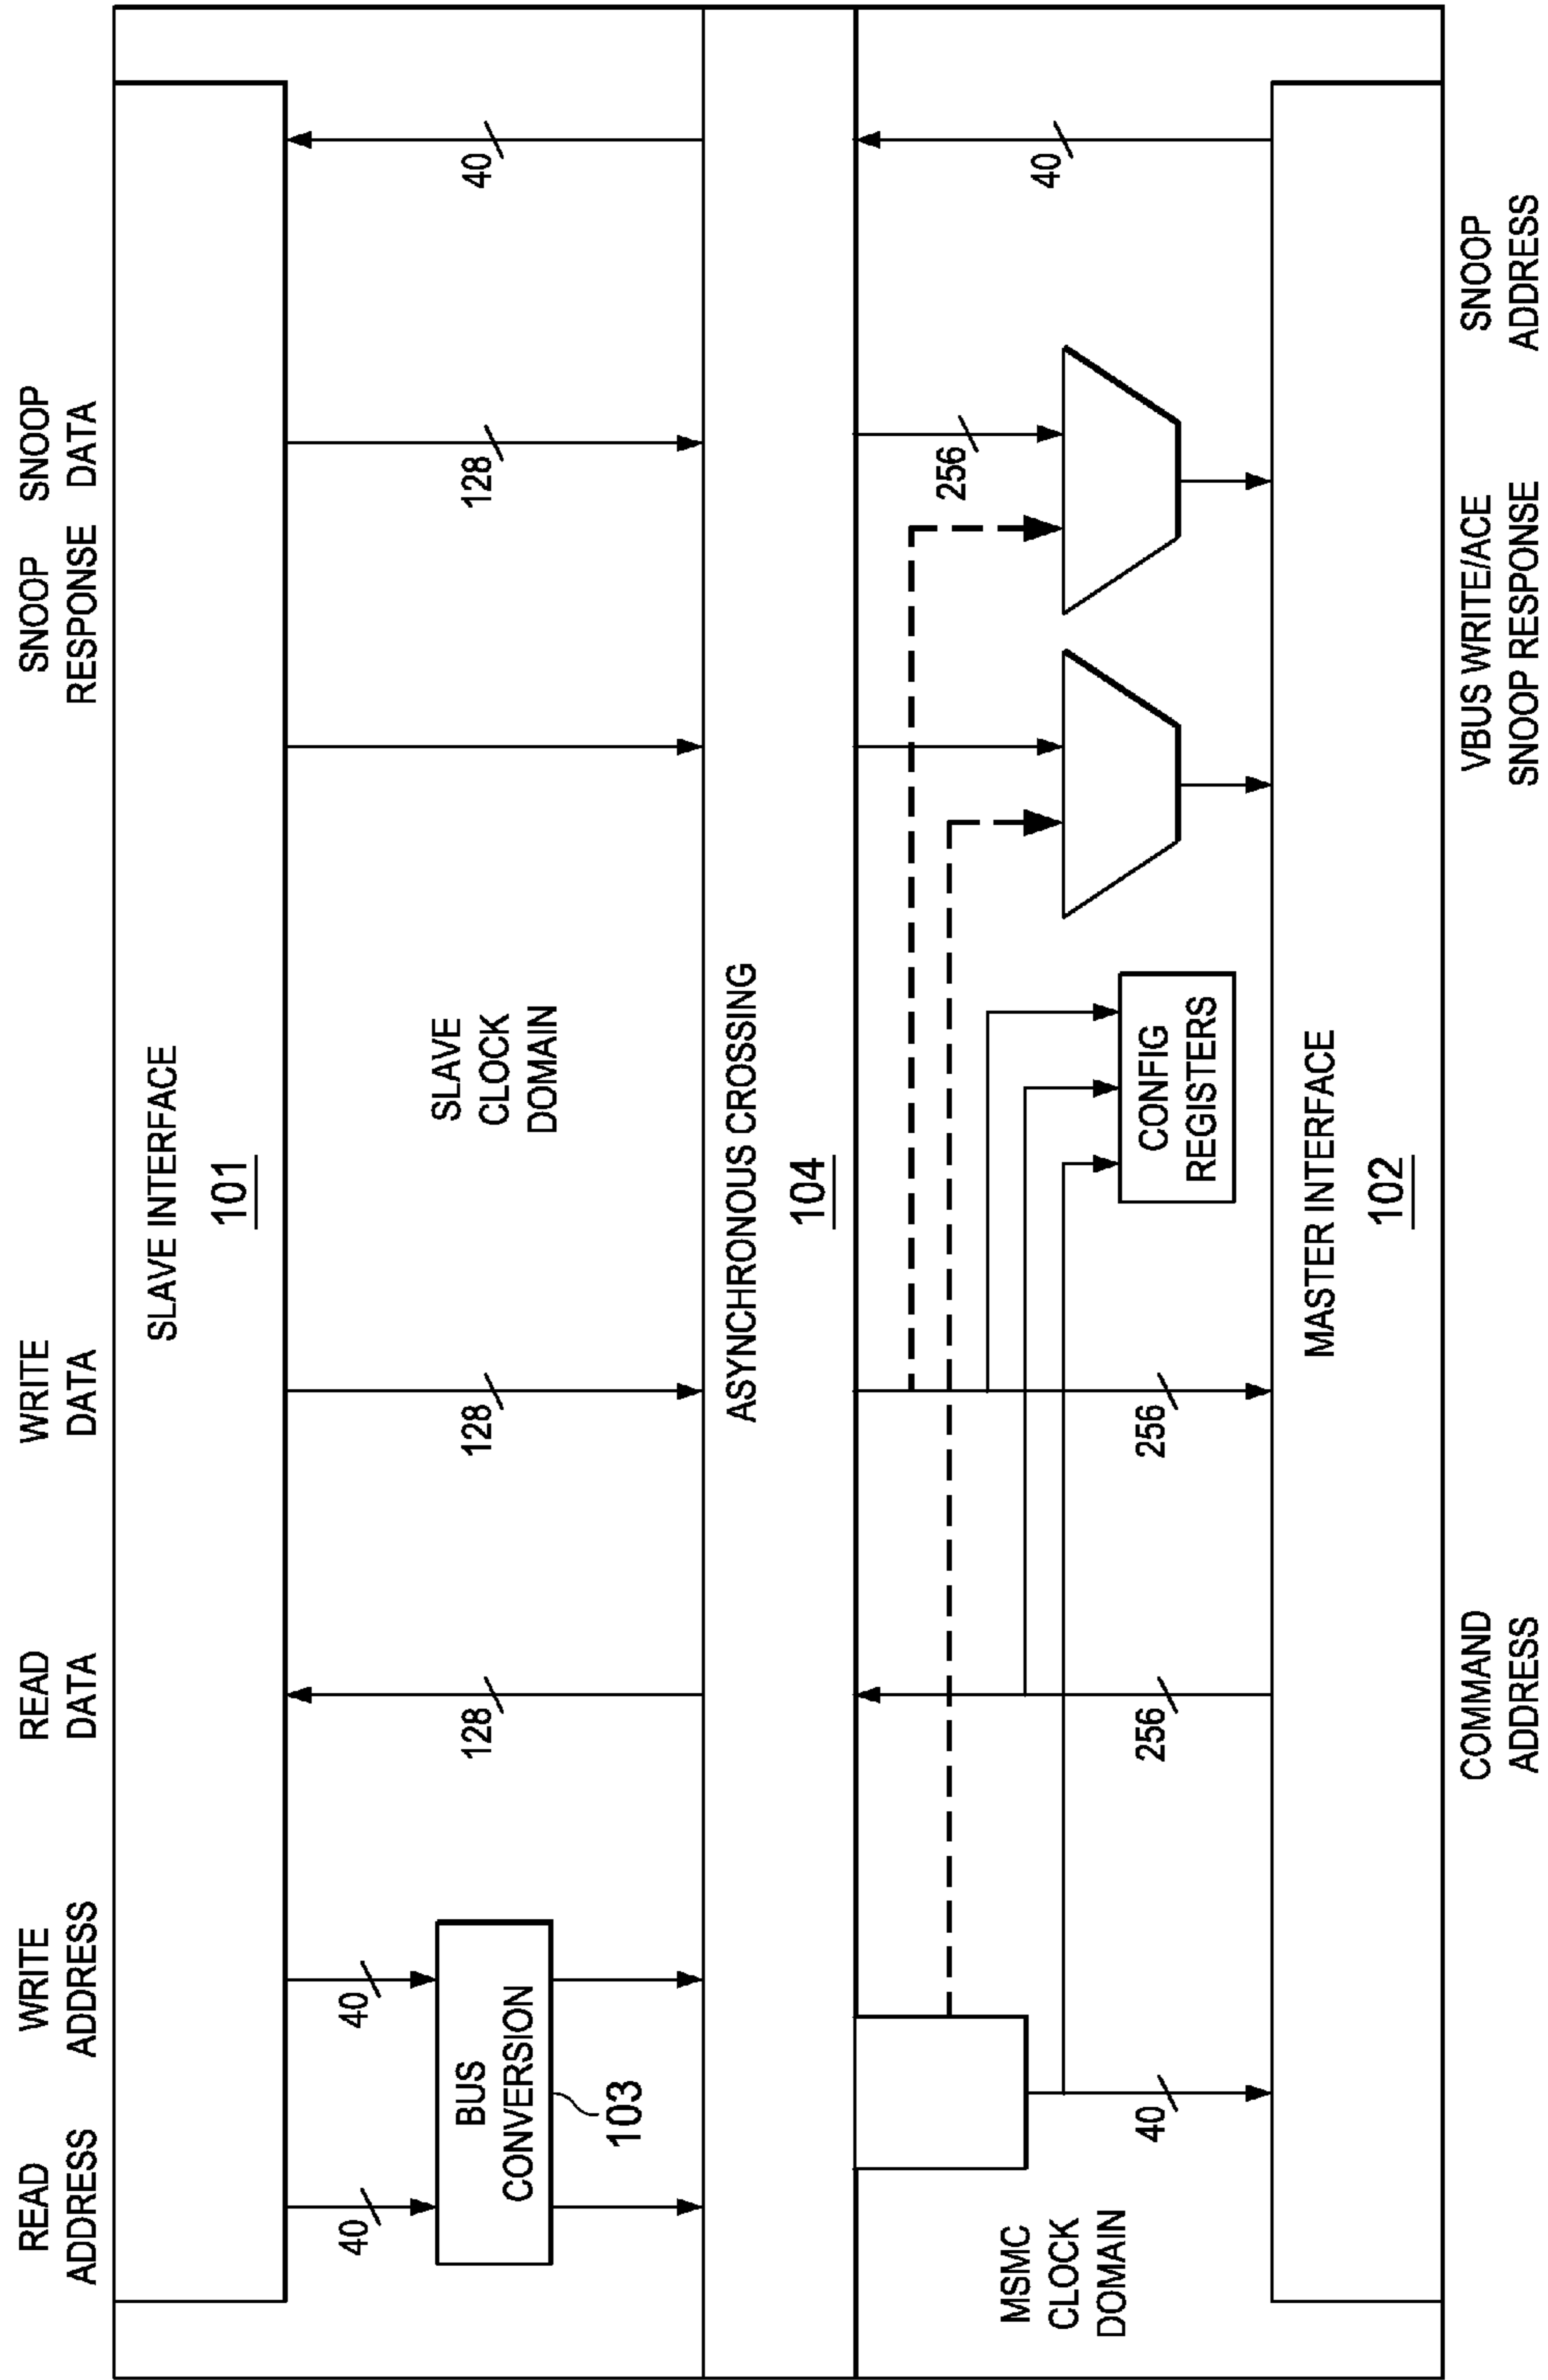 READ
ADDRESS
WRITE
ADDRESS
READ
DATA
WRITE
DATA
SNOOP
RESPONSE
SNOOP
DATA
SLAVE INTERFACE
101
40
40
128
128
128
40
BUS
CONVERSION
103
SLAVE
CLOCK
DOMAIN
ASYNCHRONOUS CROSSING
104
MSMC
CLOCK
DOMAIN
40
256
256
256
40
CONFIG
REGISTERS
MASTER INTERFACE
102
COMMAND
ADDRESS
VBUS WRITE/ACE
SNOOP RESPONSE
SNOOP
ADDRESS